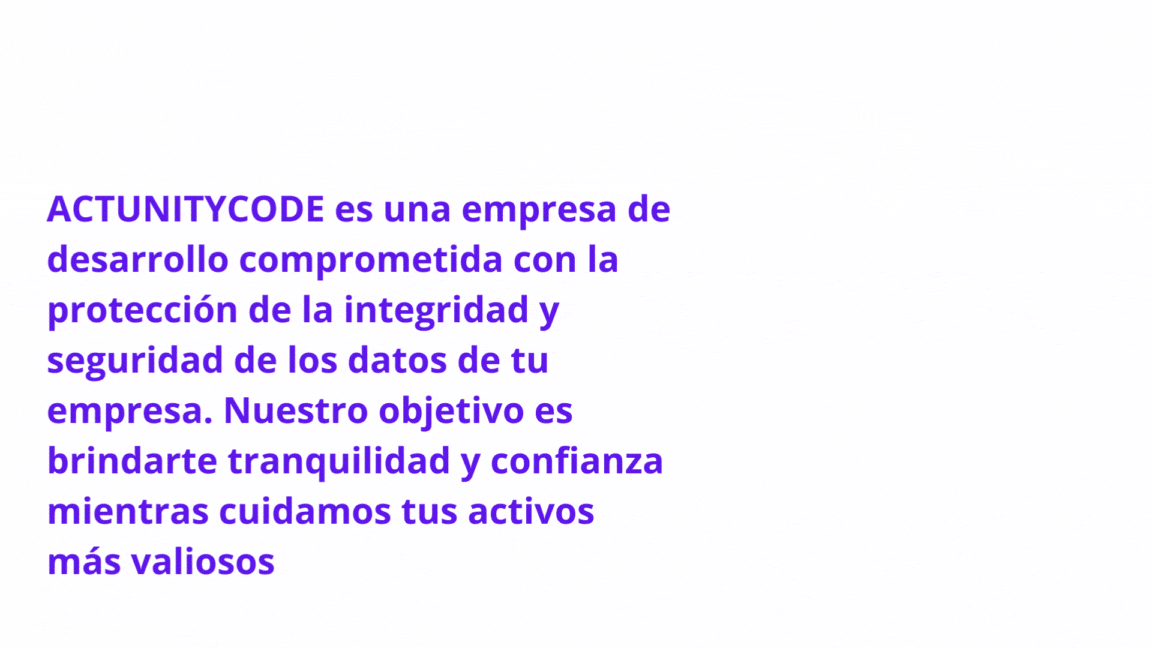 ACTUNITYCODE es una empresa de
desarrollo comprometida con la
protección de la integridad y
seguridad de los datos de tu
empresa. Nuestro objetivo es
brindarte tranquilidad y confianza
mientras cuidamos tus activos
más valiosos